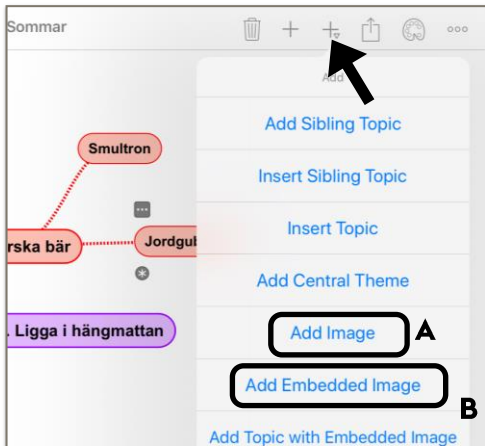 Sommar
Add
Add Sibling Topic
Smultron
Insert Sibling Topic
Insert Topic
rska bär
Jordgub
Add Central Theme
. Ligga i hängmattan
Add Image
A
Add Embedded Image
B
Add Topic with Embedded Image